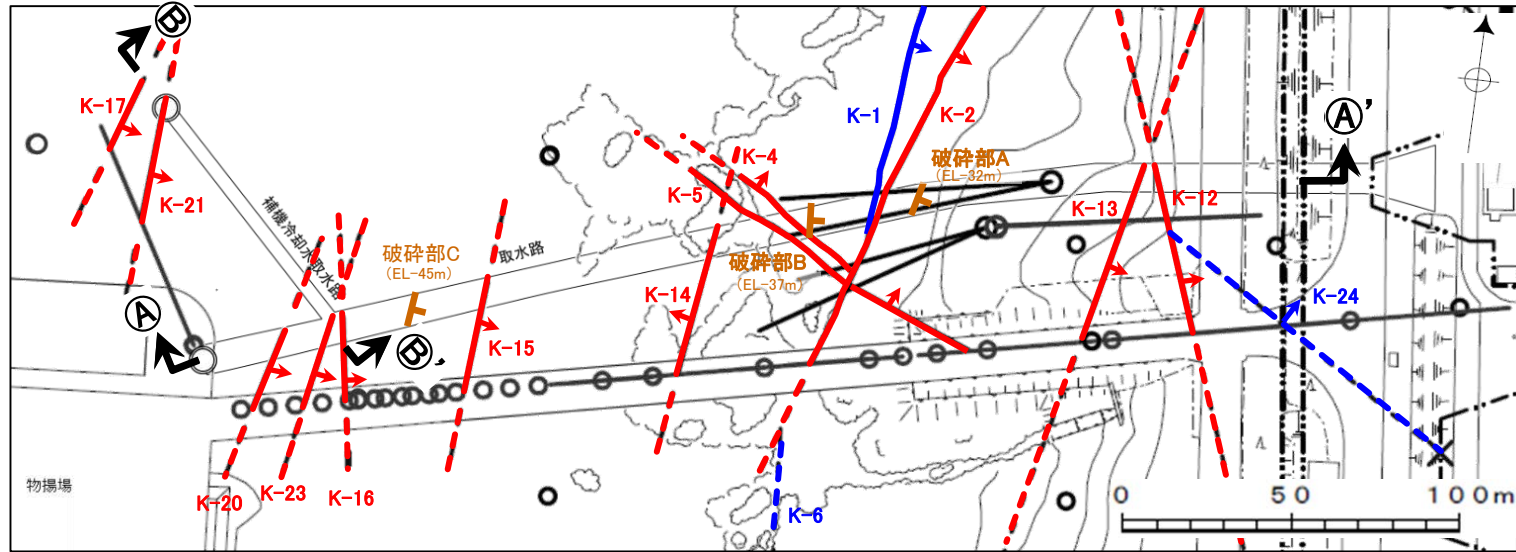 Ⓑ
K-17
K-21
補機冷却水取水路
Ⓐ
K-20
K-23
K-16
Ⓑ'
破砕部C
(EL-45m)
取水路
K-15
K-14
K-5
K-4
K-1
K-2
破砕部A
(EL-32m)
破砕部B
(EL-37m)
K-6
K-13
K-12
K-24
Ⓐ'
物揚場
0 50 100m